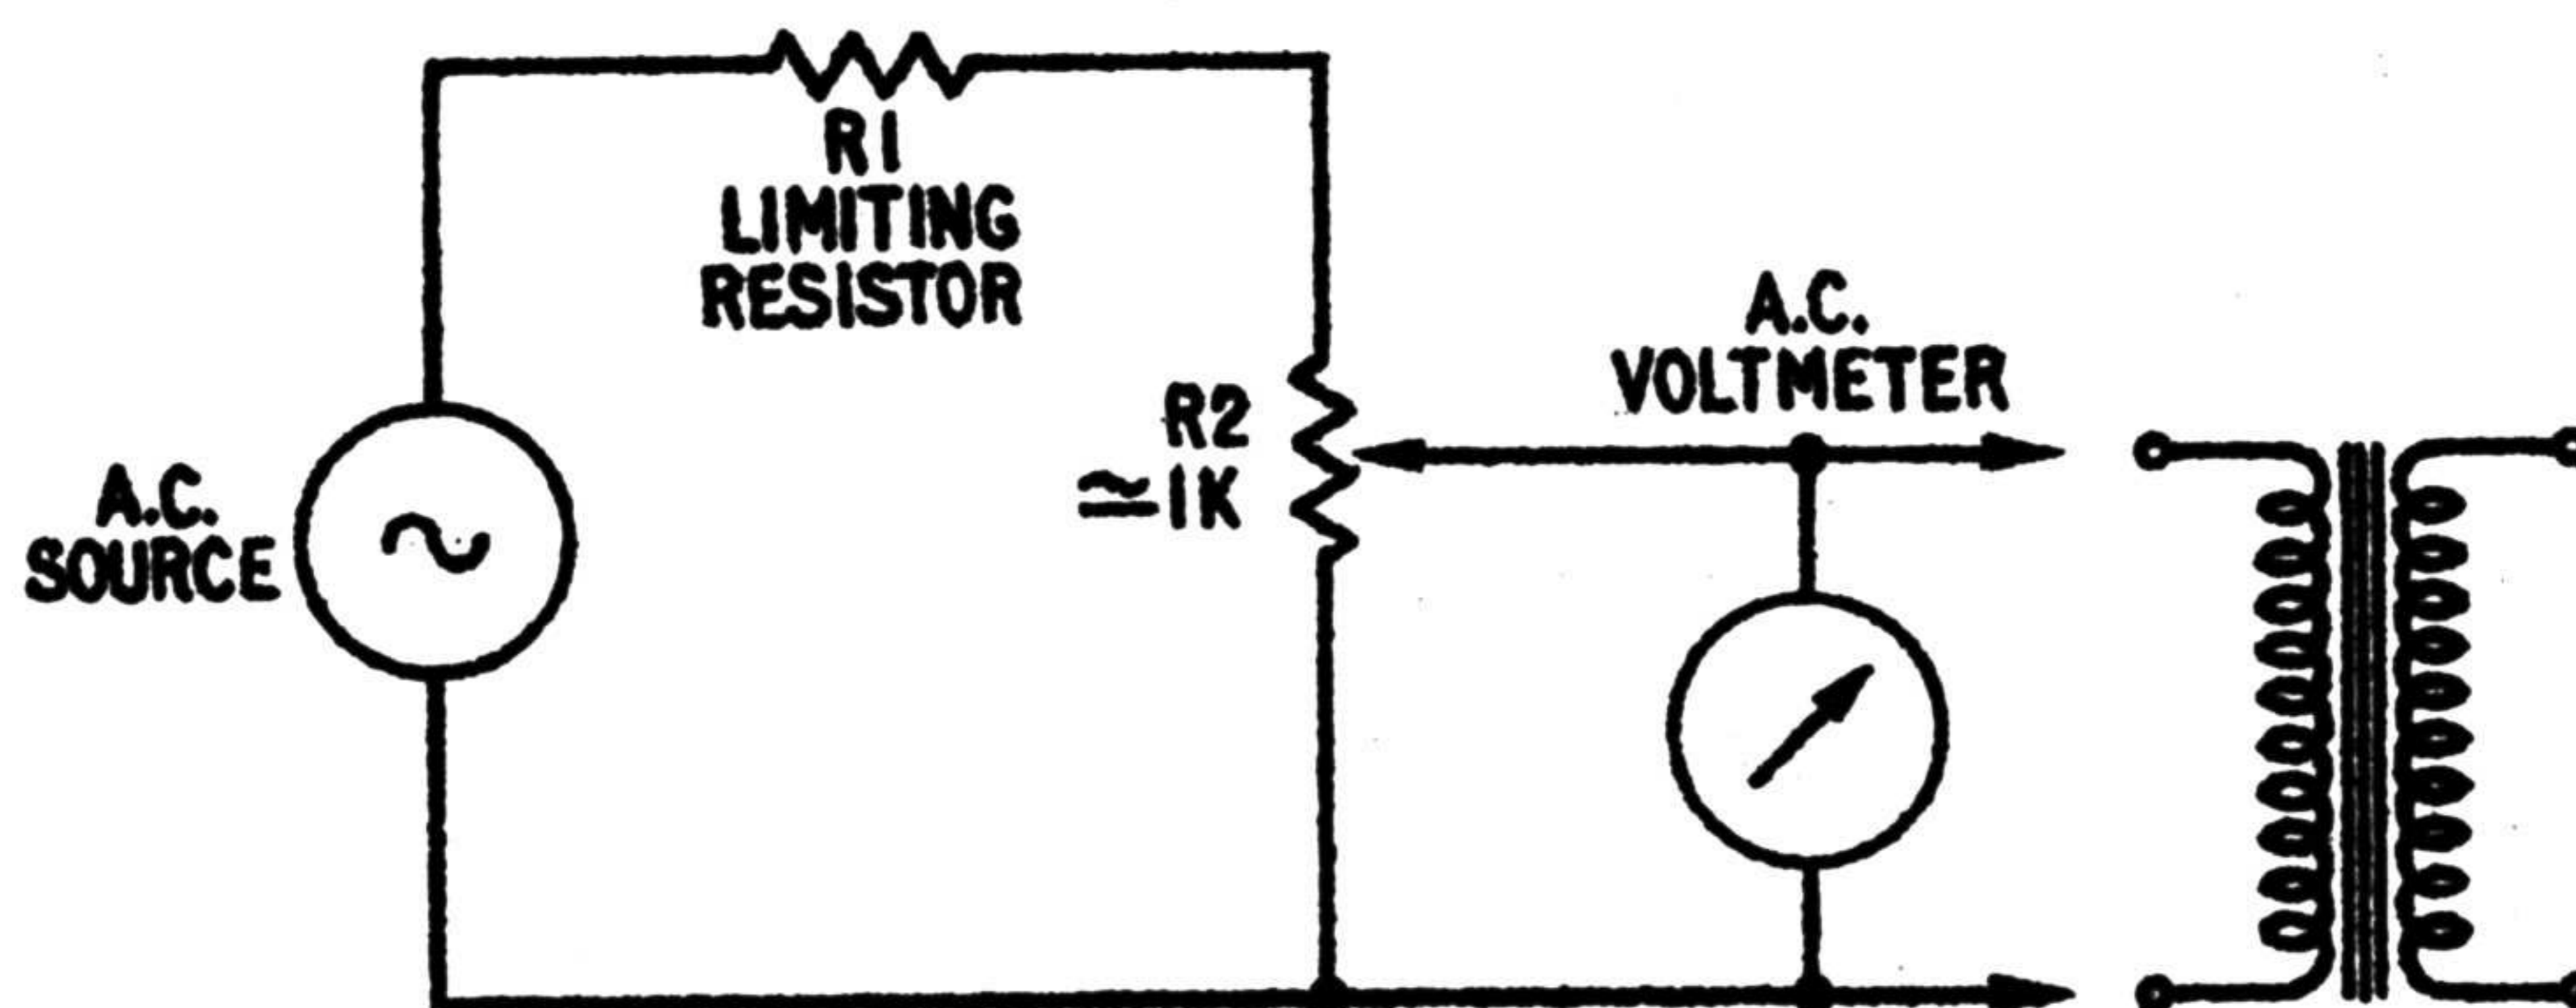 R1
LIMITING
RESISTOR
A.C.
VOLTMETER
R2
≃1K
A.C.
SOURCE